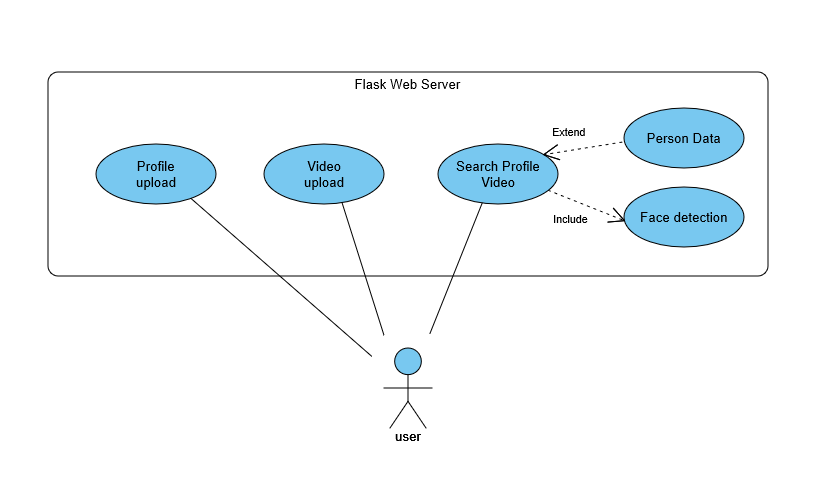 Flask Web Server
Profile
upload
Video
upload
Search Profile
Video
Extend
Person Data
Include
Face detection
user